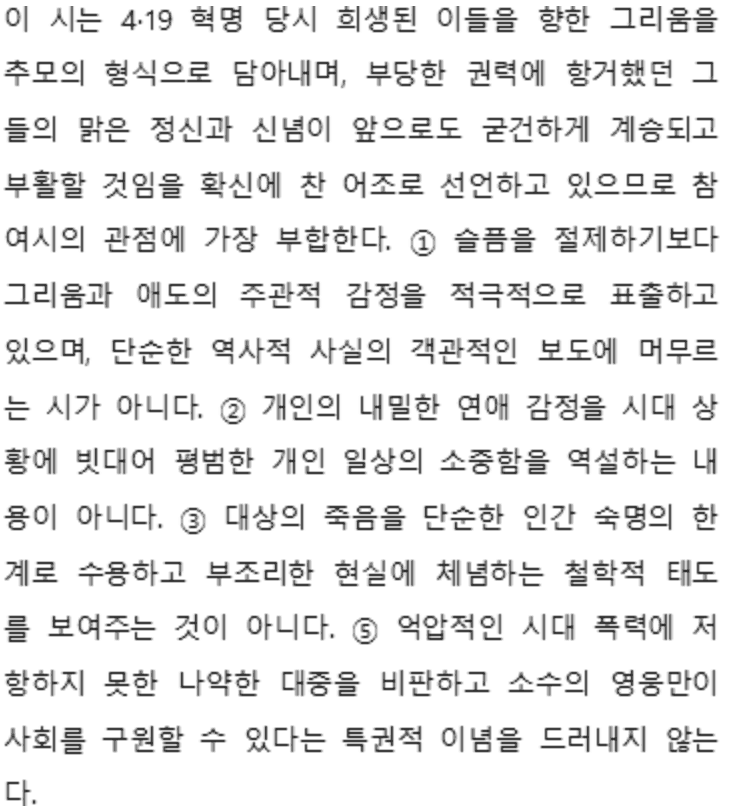 이 시는 4·19 혁명 당시 희생된 이들을 향한 그리움을
추모의 형식으로 담아내며, 부당한 권력에 항거했던 그
들의 맑은 정신과 신념이 앞으로도 굳건하게 계승되고
부활할 것임을 확신에 찬 어조로 선언하고 있으므로 참
여시의 관점에 가장 부합한다. ① 슬픔을 절제하기보다
그리움과 애도의 주관적 감정을 적극적으로 표출하고
있으며, 단순한 역사적 사실의 객관적인 보도에 머무르
는 시가 아니다. ② 개인의 내밀한 연애 감정을 시대 상
황에 빗대어 평범한 개인 일상의 소중함을 역설하는 내
용이 아니다. ③ 대상의 죽음을 단순한 인간 숙명의 한
계로 수용하고 부조리한 현실에 체념하는 철학적 태도
를 보여주는 것이 아니다. ⑤ 억압적인 시대 폭력에 저
항하지 못한 나약한 대중을 비판하고 소수의 영웅만이
사회를 구원할 수 있다는 특권적 이념을 드러내지 않는
다.